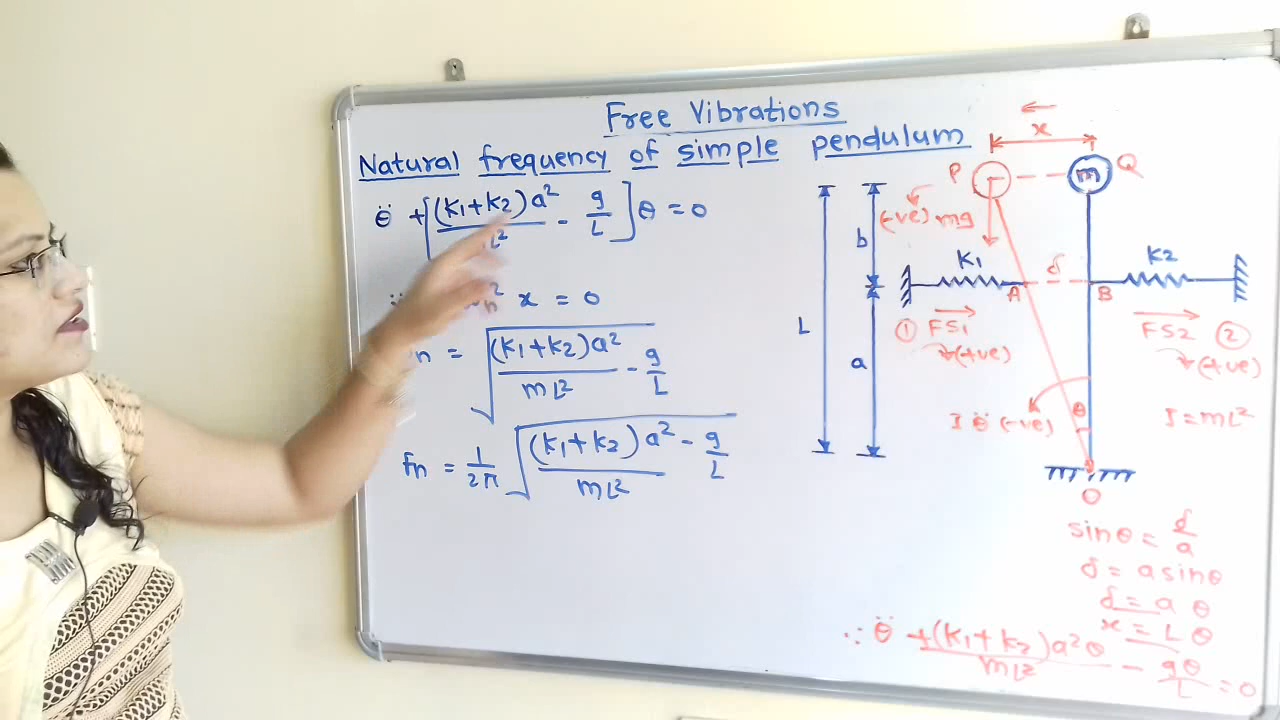 Free Vibrations
Natural frequency of simple pendulum
θ̈ + [(K1+K2)a² / L² - g/L] θ = 0
∵ n² x = 0
n = √((K1+K2)a² / mL² - g/L)
Fn = 1/2π √((K1+K2)a² / mL² - g/L)
x
P
m
Q
(-ve) mg
b
K1
δ
K2
A
B
L
① FS1
(+ve)
FS2 ②
(+ve)
a
θ
I θ̈ (-ve)
I = mL²
O
sinθ = δ/a
δ = a sinθ
δ = a θ
x = L θ
∵ θ̈ + (K1+K2)a²θ / mL² - gθ/L = 0